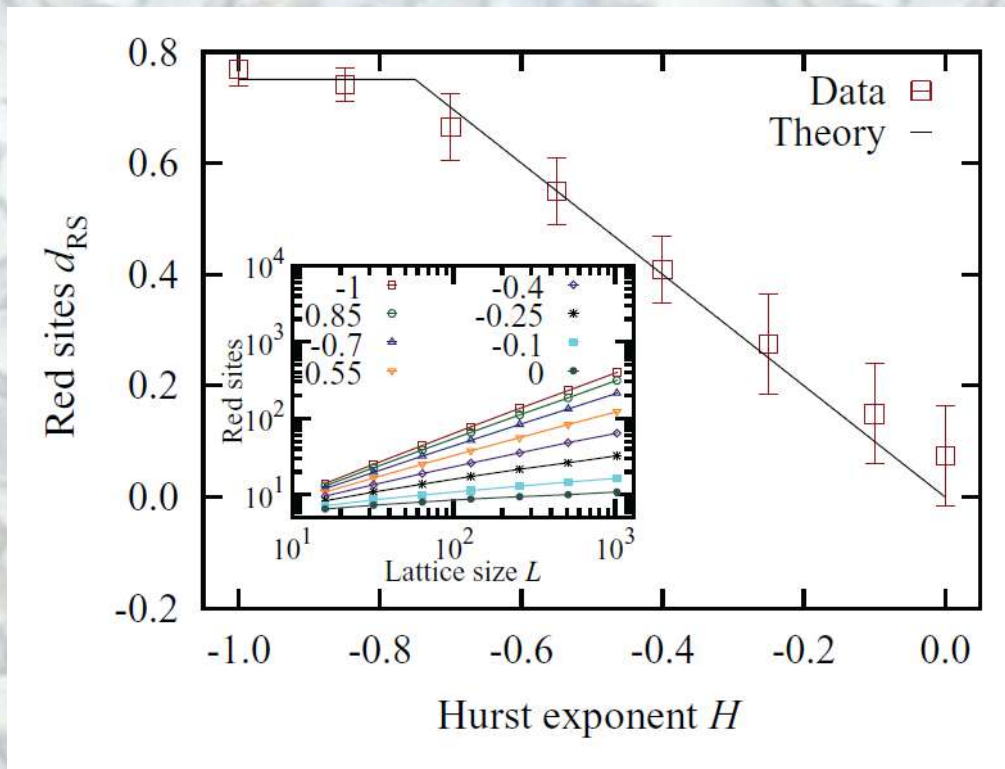 0.8
0.6
0.4
0.2
0.0
-0.2
Red sites d_RS
Data
Theory
10^4
10^3
10^2
10^1
Red sites
-1
0.85
-0.7
0.55
-0.4
-0.25
-0.1
0
10^1 10^2 10^3
Lattice size L
-1.0 -0.8 -0.6 -0.4 -0.2 0.0
Hurst exponent H